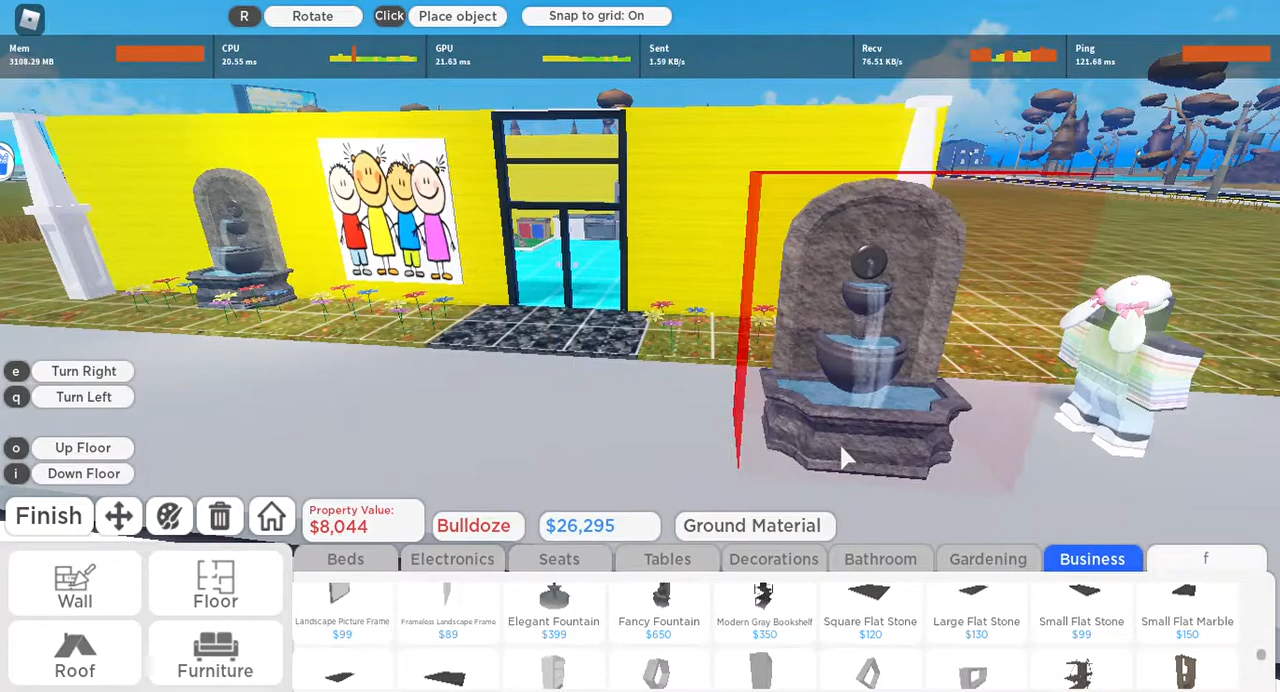 R Rotate Click Place object Snap to grid: On
Mem
3108.29 MB
CPU
20.55 ms
GPU
21.63 ms
Sent
1.59 KB/s
Recv
76.51 KB/s
Ping
121.68 ms
e Turn Right
q Turn Left
o Up Floor
i Down Floor
Finish
Property Value:
$8,044
Bulldoze
$26,295
Ground Material
Wall
Floor
Roof
Furniture
Beds Electronics Seats Tables Decorations Bathroom Gardening Business f
Landscape Picture Frame
$99
Frameless Landscape Frame
$89
Elegant Fountain
$399
Fancy Fountain
$650
Modern Gray Bookshelf
$350
Square Flat Stone
$120
Large Flat Stone
$130
Small Flat Stone
$99
Small Flat Marble
$150